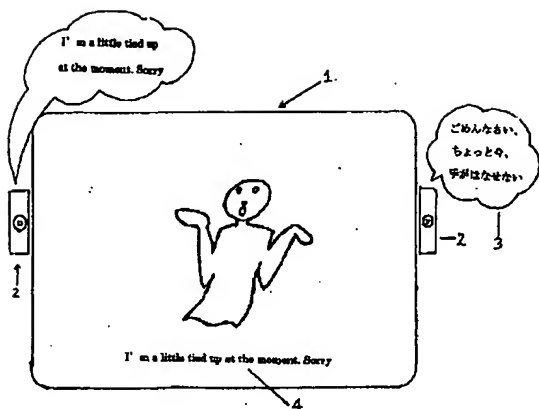 I'm a little tied up
at the moment. Sorry
1
ごめんなさい、
ちょっと今、
手がはなせない
2
2
3
I'm a little tied up at the moment. Sorry
4